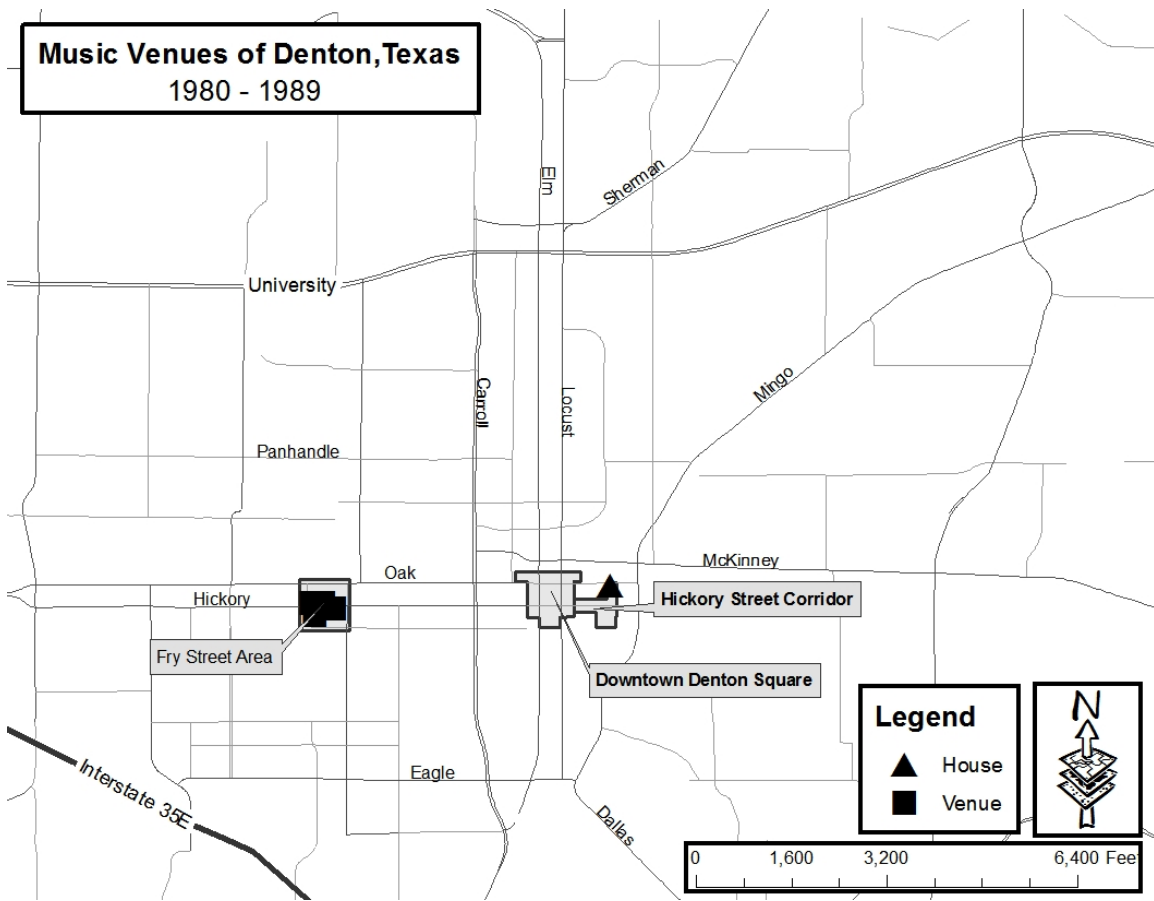 Music Venues of Denton,Texas
1980 - 1989
Elm
Sherman
University
Carroll
Locust
Mingo
Panhandle
McKinney
Oak
Hickory
Hickory Street Corridor
Fry Street Area
Downtown Denton Square
Legend
House
Venue
N
Interstate 35E
Eagle
Dallas
0 1,600 3,200 6,400 Feet